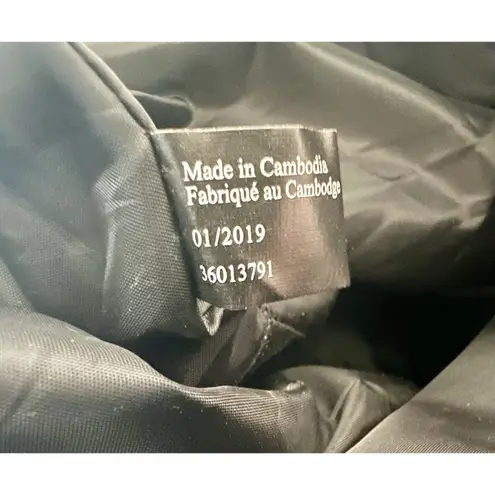 Made in Cambodia
Fabriqué au Cambodge
01/2019
36013791